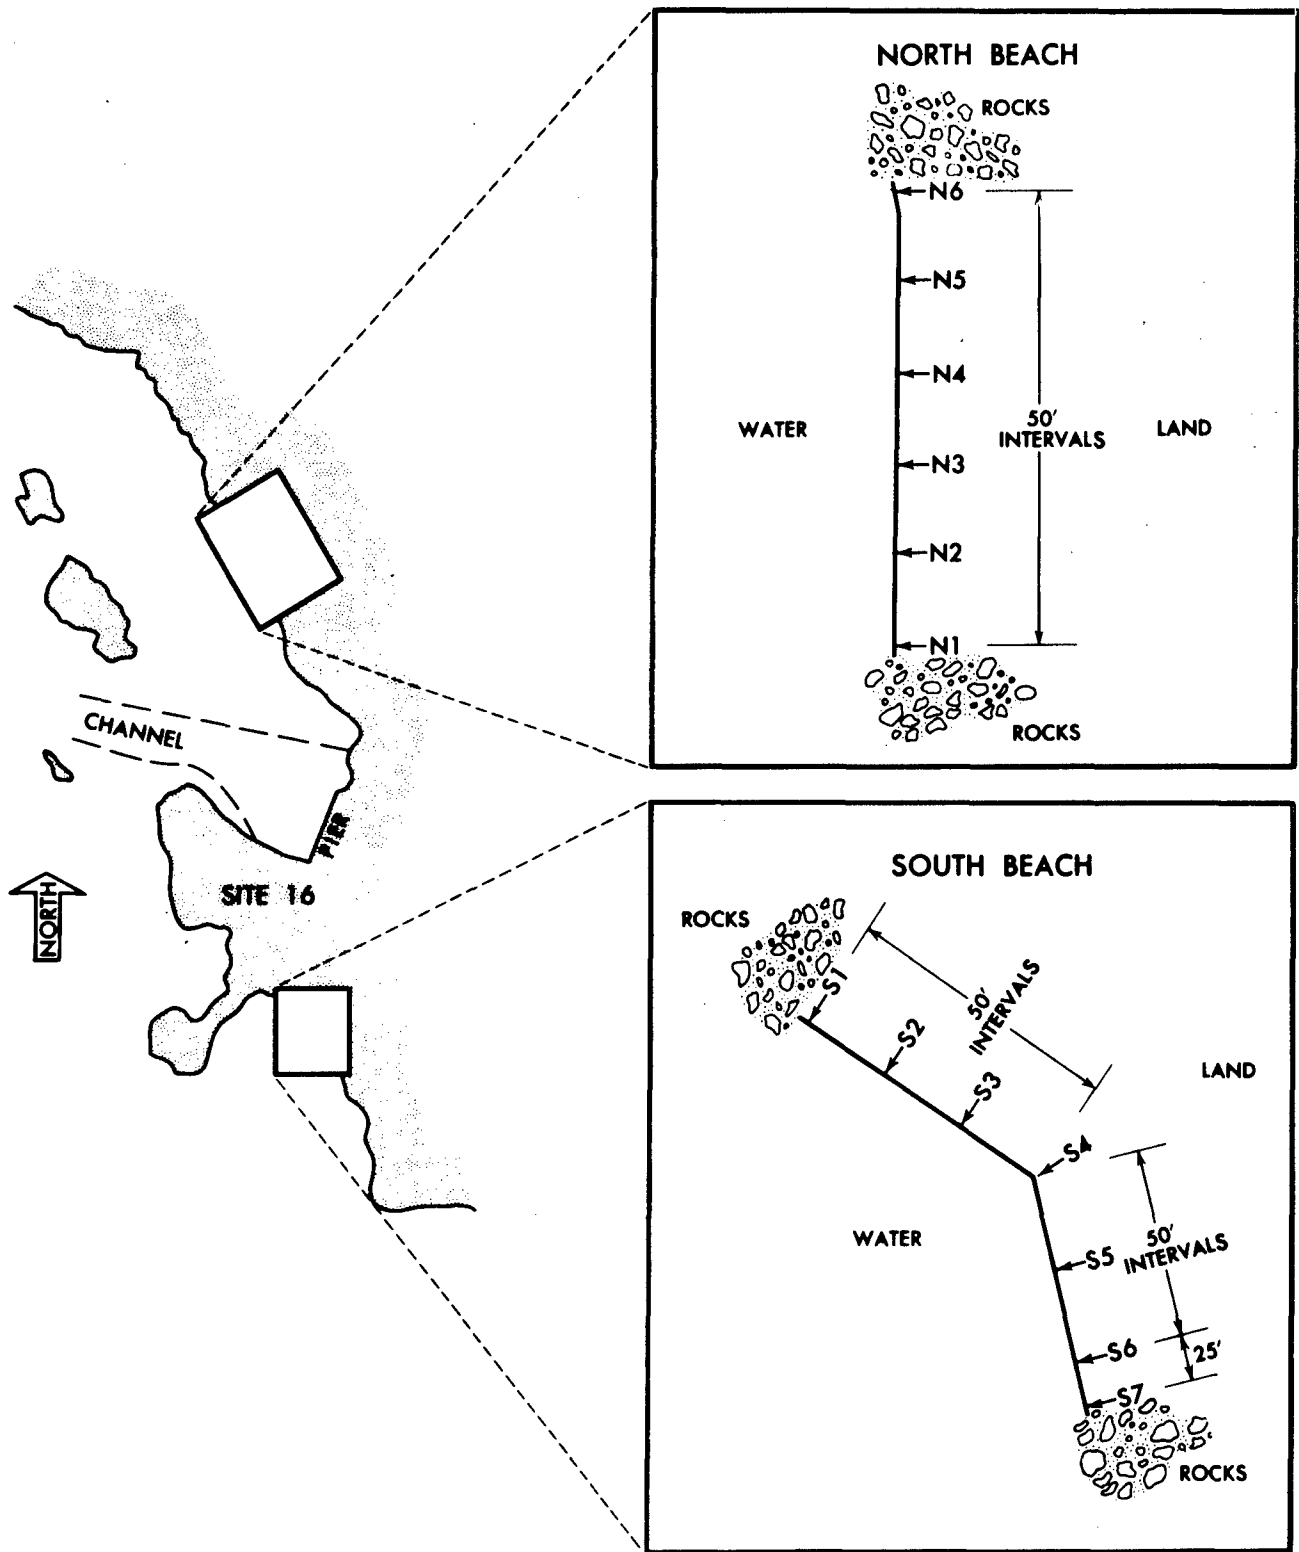 NORTH BEACH
ROCKS
N6
N5
N4
WATER
50'
INTERVALS
LAND
N3
N2
N1
ROCKS
CHANNEL
PIER
SITE 16
NORTH
SOUTH BEACH
ROCKS
S1
50'
INTERVALS
S2
S3
LAND
S4
WATER
50'
INTERVALS
S5
S6
25'
S7
ROCKS